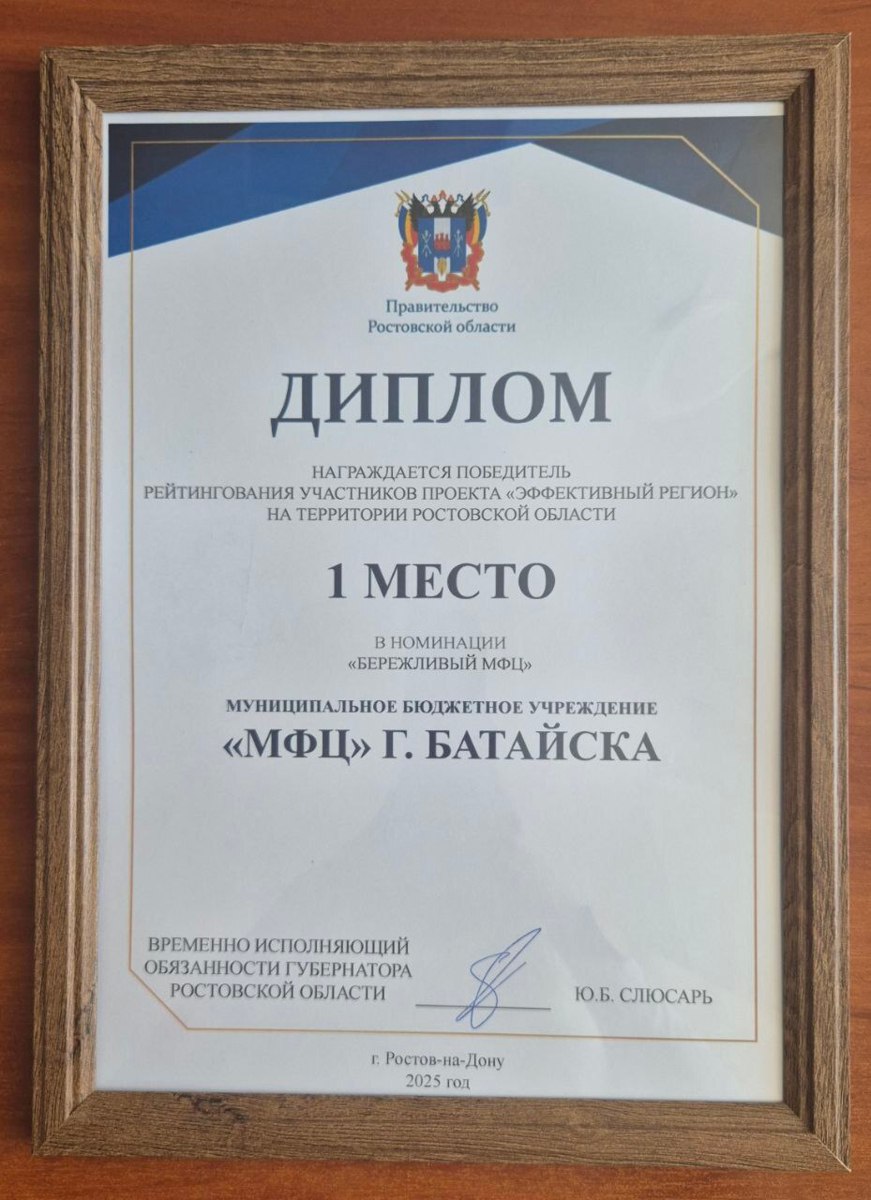 Правительство
Ростовской области
ДИПЛОМ
НАГРАЖДАЕТСЯ ПОБЕДИТЕЛЬ
РЕЙТИНГОВАНИЯ УЧАСТНИКОВ ПРОЕКТА «ЭФФЕКТИВНЫЙ РЕГИОН»
НА ТЕРРИТОРИИ РОСТОВСКОЙ ОБЛАСТИ
1 МЕСТО
В НОМИНАЦИИ
«БЕРЕЖЛИВЫЙ МФЦ»
МУНИЦИПАЛЬНОЕ БЮДЖЕТНОЕ УЧРЕЖДЕНИЕ
«МФЦ» Г. БАТАЙСКА
ВРЕМЕННО ИСПОЛНЯЮЩИЙ
ОБЯЗАННОСТИ ГУБЕРНАТОРА
РОСТОВСКОЙ ОБЛАСТИ
Ю.Б. СЛЮСАРЬ
г. Ростов-на-Дону
2025 год